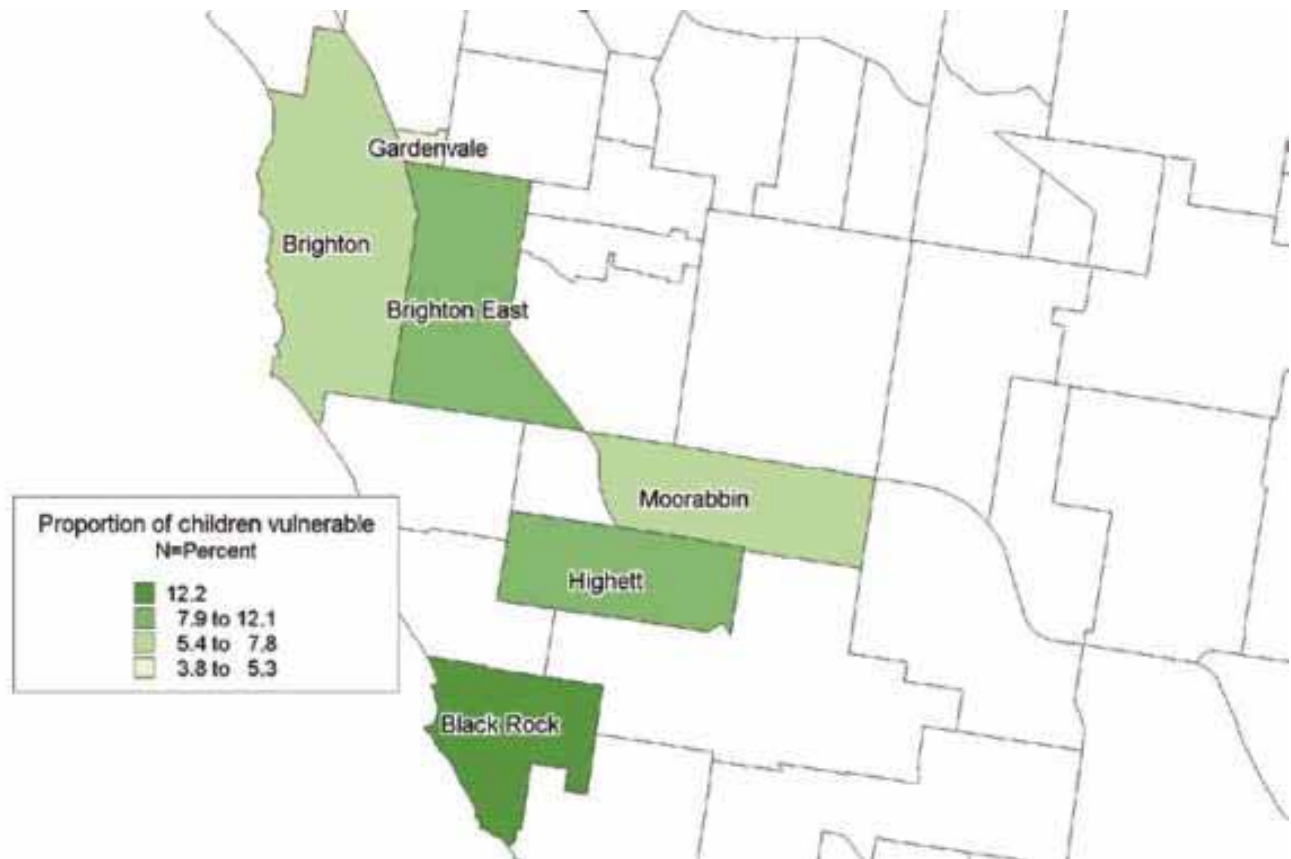 Gardenvale
Brighton
Brighton East
Moorabbin
Proportion of children vulnerable
N=Percent
12.2
7.9 to 12.1
5.4 to 7.8
3.8 to 5.3
Highett
Black Rock